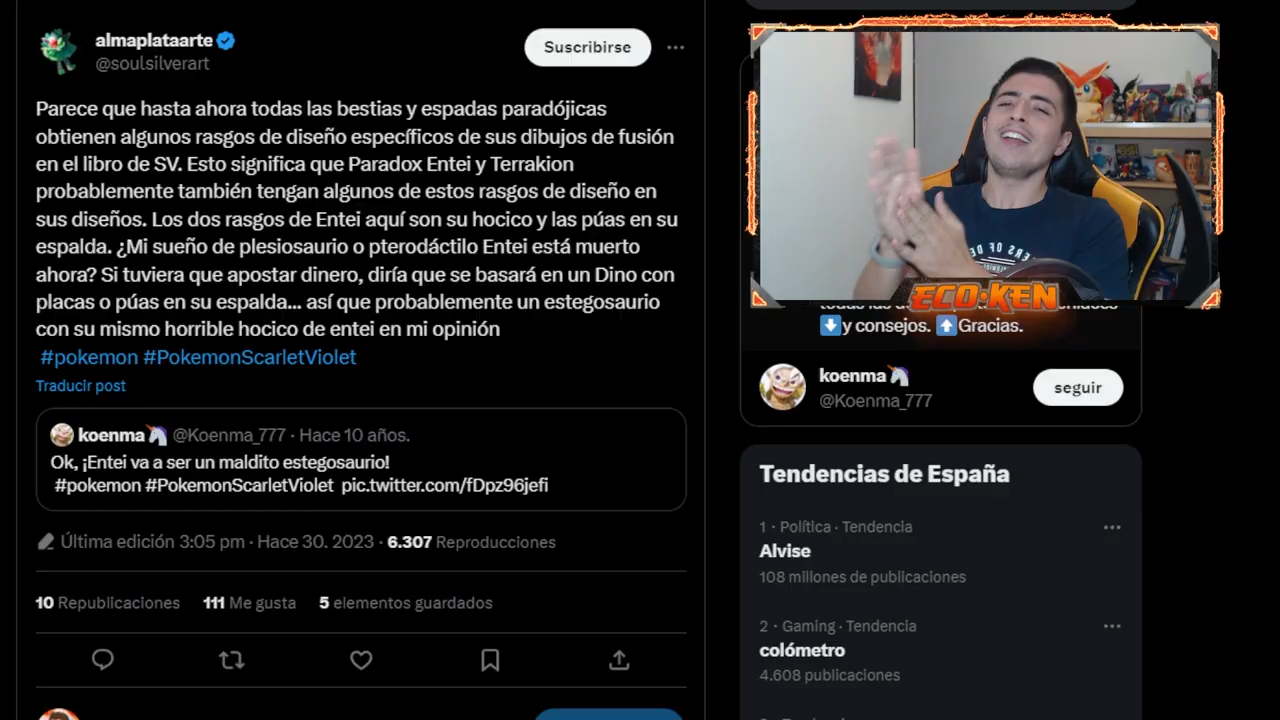 almaplataarte
@soulsilverart
Suscribirse
Parece que hasta ahora todas las bestias y espadas paradójicas
obtienen algunos rasgos de diseño específicos de sus dibujos de fusión
en el libro de SV. Esto significa que Paradox Entei y Terrakion
probablemente también tengan algunos de estos rasgos de diseño en
sus diseños. Los dos rasgos de Entei aquí son su hocico y las púas en su
espalda. ¿Mi sueño de plesiosaurio o pterodáctilo Entei está muerto
ahora? Si tuviera que apostar dinero, diría que se basará en un Dino con
placas o púas en su espalda... así que probablemente un estegosaurio
con su mismo horrible hocico de entei en mi opinión
#pokemon #PokemonScarletViolet
Traducir post
koenma🦄 @Koenma_777 · Hace 10 años.
Ok, ¡Entei va a ser un maldito estegosaurio!
#pokemon #PokemonScarletViolet pic.twitter.com/fDpz96jefi
Última edición 3:05 pm · Hace 30. 2023 · 6.307 Reproducciones
10 Republicaciones 111 Me gusta 5 elementos guardados
ECO·KEN
⬇️y consejos. ⬆️Gracias.
koenma🦄
@Koenma_777
seguir
Tendencias de España
1 · Política · Tendencia
Alvise
108 millones de publicaciones
2 · Gaming · Tendencia
colómetro
4.608 publicaciones